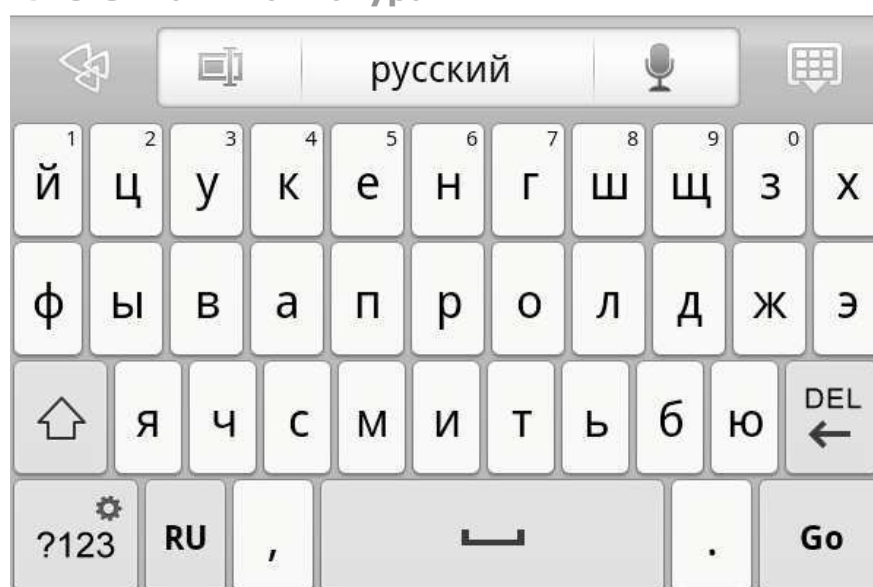 русский
1 2 3 4 5 6 7 8 9 0
й ц у к е н г ш щ з х
ф ы в а п р о л д ж э
я ч с м и т ь б ю DEL
?123 RU , . Go